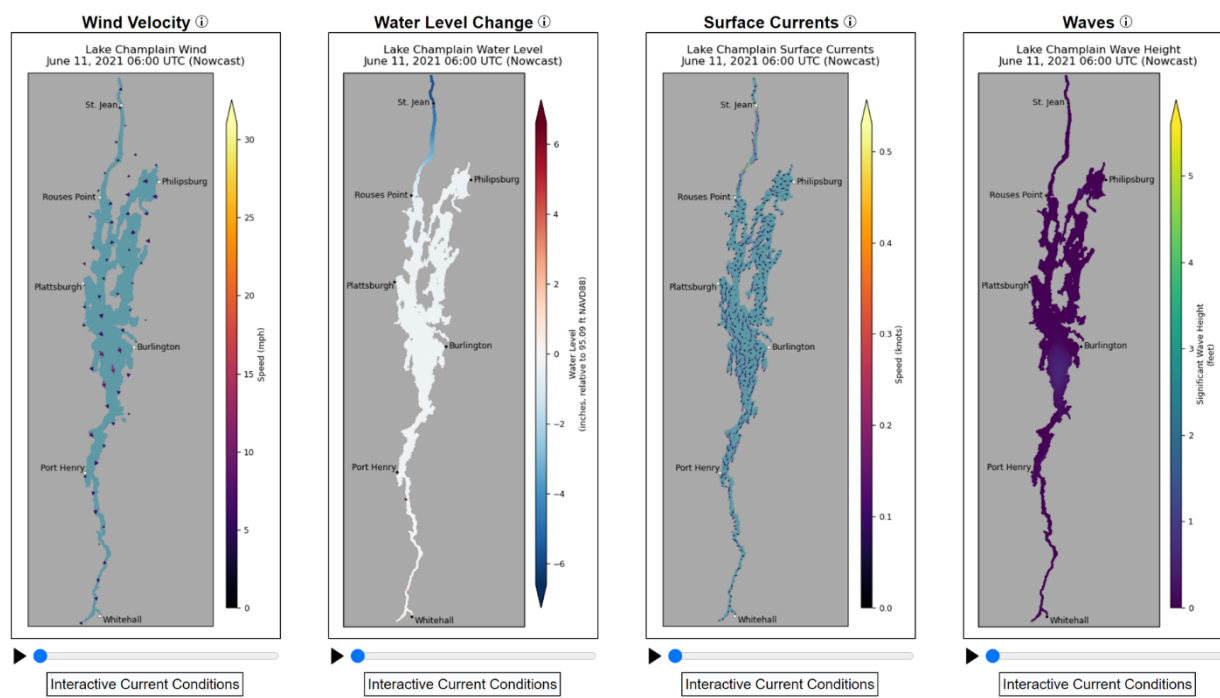 Wind Velocity ⓘ
Lake Champlain Wind
June 11, 2021 06:00 UTC (Nowcast)
St. Jean
Philipsburg
Rouses Point
Plattsburgh
Burlington
Port Henry
Whitehall
30
25
20
15
10
5
0
Speed (mph)
Interactive Current Conditions
Water Level Change ⓘ
Lake Champlain Water Level
June 11, 2021 06:00 UTC (Nowcast)
St. Jean
Philipsburg
Rouses Point
Plattsburgh
Burlington
Port Henry
Whitehall
6
4
2
0
−2
−4
−6
Water Level
(inches, relative to 95.09 ft NAVD88)
Interactive Current Conditions
Surface Currents ⓘ
Lake Champlain Surface Currents
June 11, 2021 06:00 UTC (Nowcast)
St. Jean
Philipsburg
Rouses Point
Plattsburgh
Burlington
Port Henry
Whitehall
0.5
0.4
0.3
0.2
0.1
0.0
Speed (knots)
Interactive Current Conditions
Waves ⓘ
Lake Champlain Wave Height
June 11, 2021 06:00 UTC (Nowcast)
St. Jean
Philipsburg
Rouses Point
Plattsburgh
Burlington
Port Henry
Whitehall
5
4
3
2
1
0
Significant Wave Height
(feet)
Interactive Current Conditions